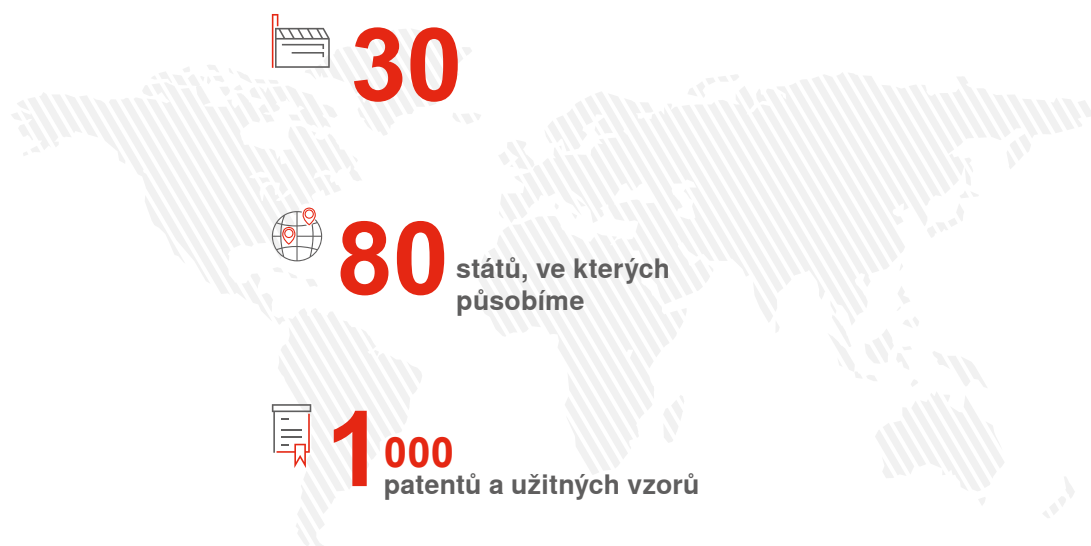 30
80
států, ve kterých
působíme
1
000
patentů a užitných vzorů